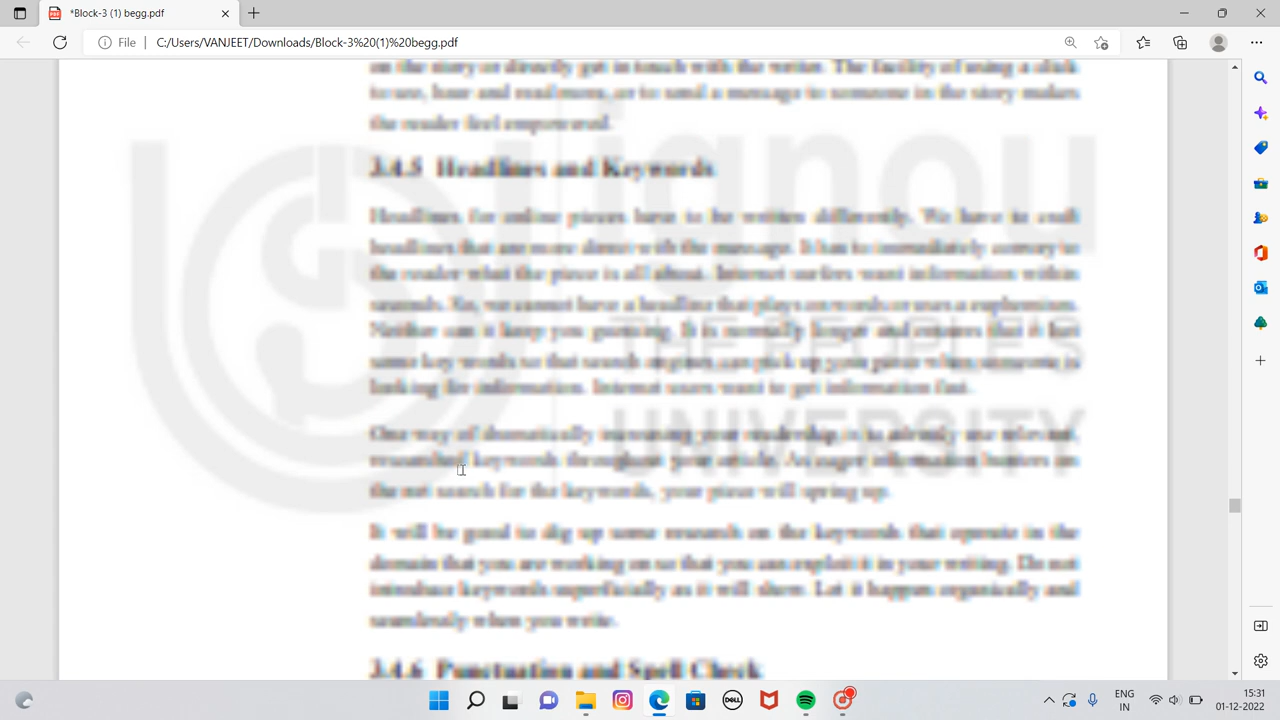 *Block-3 (1) begg.pdf
File
C:/Users/VANJEET/Downloads/Block-3%20(1)%20begg.pdf
on the story or directly get in touch with the writer. The facility of using a click
to see, hear and read more, or to send a message to someone in the story makes
the reader feel empowered.
3.4.5 Headlines and Keywords
Headlines for online pieces have to be written differently. We have to craft
headlines that are more direct with the message. It has to immediately convey to
the reader what the piece is all about. Internet surfers want information within
seconds. So, we cannot have a headline that plays on words or uses a euphemism.
Neither can it keep you guessing. It is normally longer and ensures that it has
some key words so that search engines can pick up your piece when someone is
looking for information. Internet users want to get information fast.
One way of dramatically increasing your readership is to adroitly use relevant,
researched keywords throughout your article. As eager information hunters on
the net search for the keywords, your piece will spring up.
It will be good to dig up some research on the keywords that operate in the
domain that you are working on so that you can exploit it in your writing. Do not
introduce keywords superficially as it will show. Let it happen organically and
seamlessly when you write.
3.4.6 Punctuation and Spell Check
ignou
THE PEOPLE'S
UNIVERSITY
DELL
ENG
IN
15:31
01-12-2022